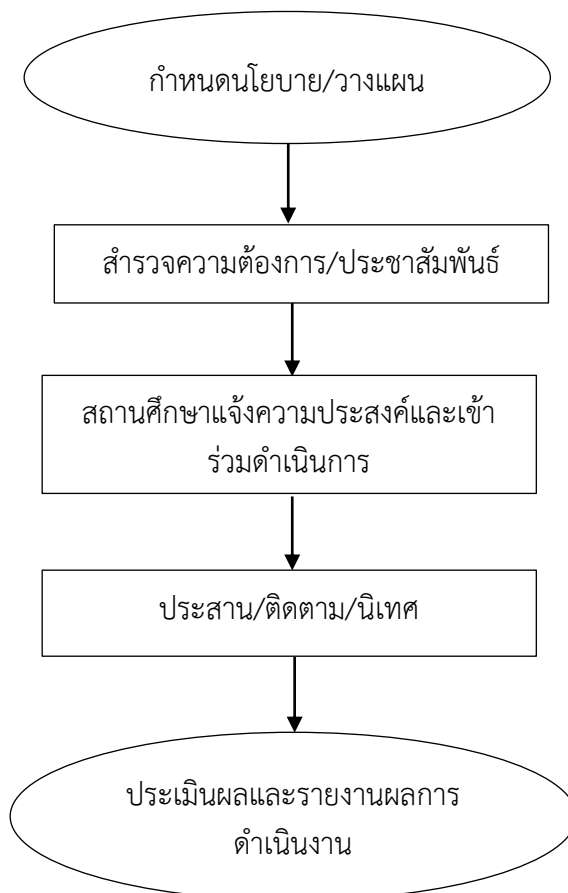 กำหนดนโยบาย/วางแผน
สำรวจความต้องการ/ประชาสัมพันธ์
สถานศึกษาแจ้งความประสงค์และเข้า
ร่วมดำเนินการ
ประสาน/ติดตาม/นิเทศ
ประเมินผลและรายงานผลการ
ดำเนินงาน